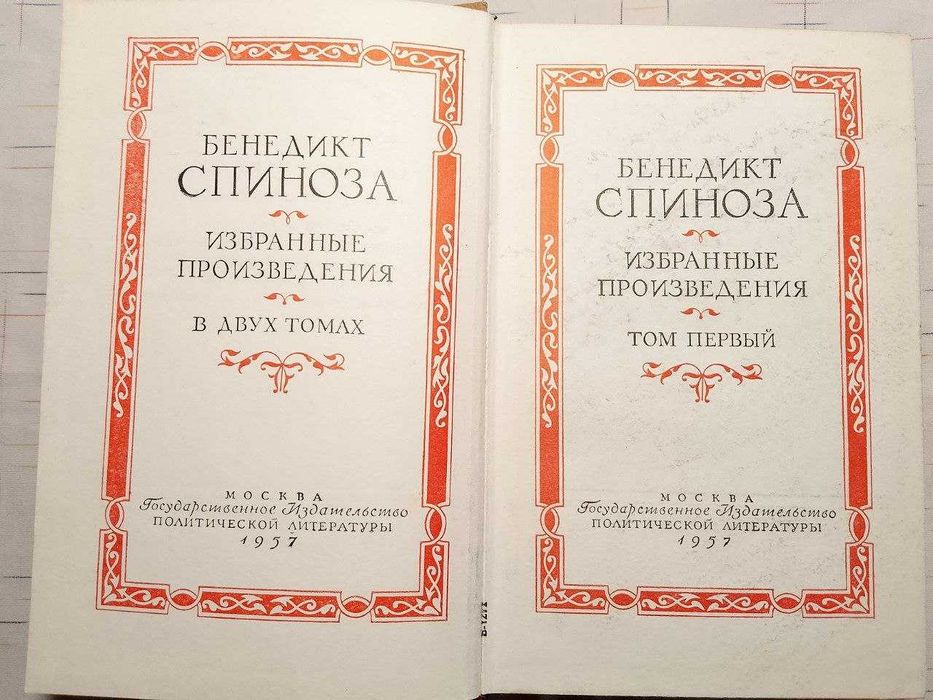 БЕНЕДИКТ
СПИНОЗА
ИЗБРАННЫЕ
ПРОИЗВЕДЕНИЯ
В ДВУХ ТОМАХ
МОСКВА
Государственное Издательство
ПОЛИТИЧЕСКОЙ ЛИТЕРАТУРЫ
1957
БЕНЕДИКТ
СПИНОЗА
ИЗБРАННЫЕ
ПРОИЗВЕДЕНИЯ
ТОМ ПЕРВЫЙ
МОСКВА
Государственное Издательство
ПОЛИТИЧЕСКОЙ ЛИТЕРАТУРЫ
1957